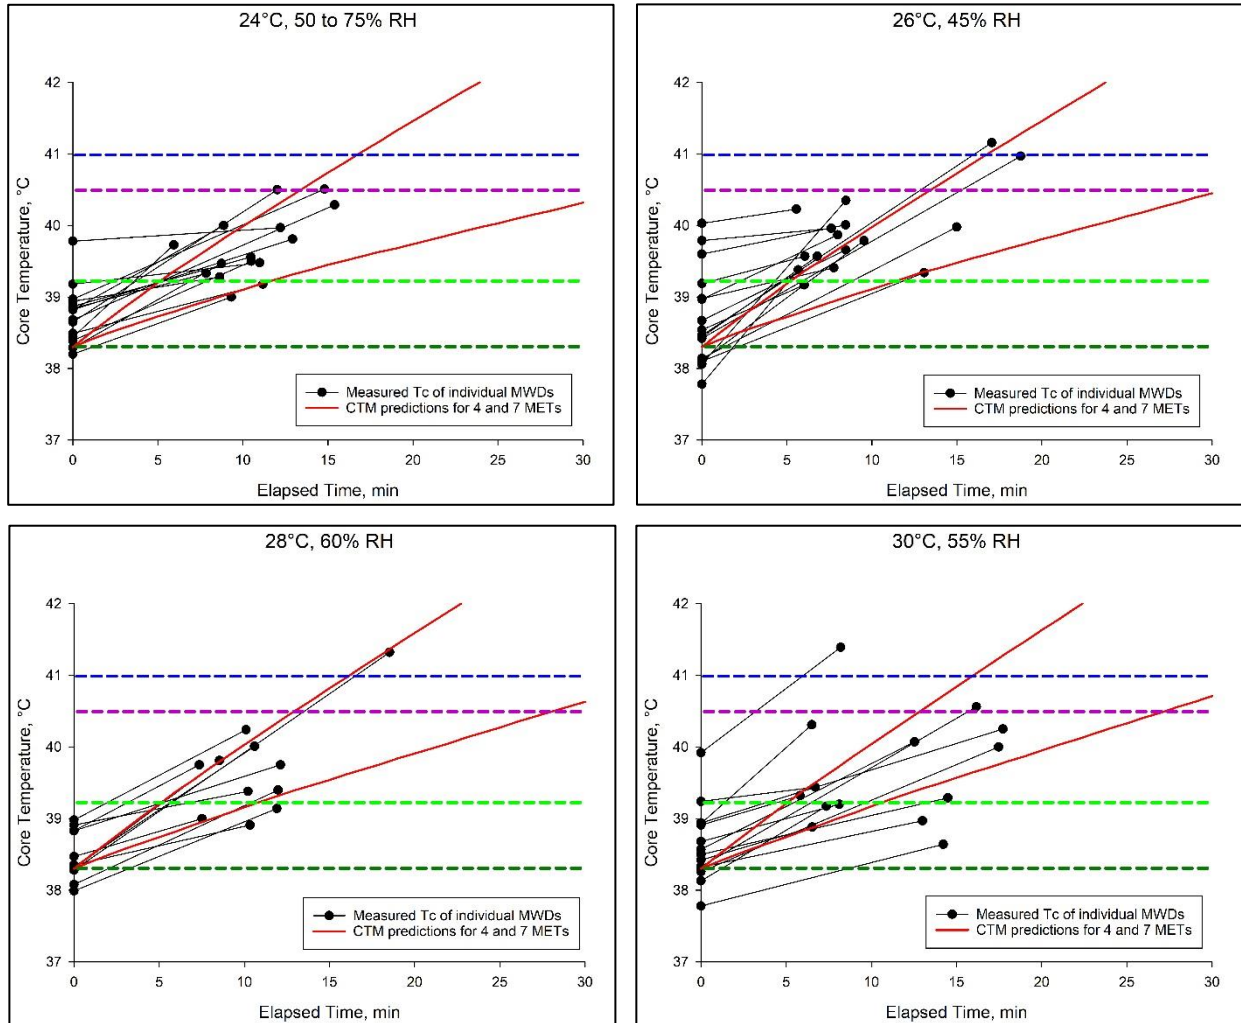 24°C, 50 to 75% RH
42
41
40
39
38
37
Core Temperature, °C
Measured Tc of individual MWDs
CTM predictions for 4 and 7 METs
0 5 10 15 20 25 30
Elapsed Time, min
26°C, 45% RH
42
41
40
39
38
37
Core Temperature, °C
Measured Tc of individual MWDs
CTM predictions for 4 and 7 METs
0 5 10 15 20 25 30
Elapsed Time, min
28°C, 60% RH
42
41
40
39
38
37
Core Temperature, °C
Measured Tc of individual MWDs
CTM predictions for 4 and 7 METs
0 5 10 15 20 25 30
Elapsed Time, min
30°C, 55% RH
42
41
40
39
38
37
Core Temperature, °C
Measured Tc of individual MWDs
CTM predictions for 4 and 7 METs
0 5 10 15 20 25 30
Elapsed Time, min